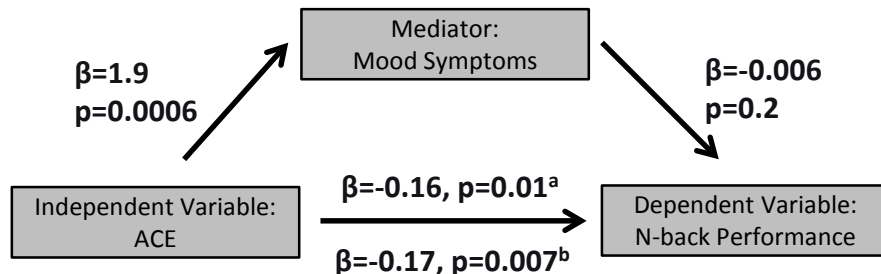 Mediator:
Mood Symptoms
β=1.9
p=0.0006
β=-0.006
p=0.2
Independent Variable:
ACE
β=-0.16, p=0.01ᵃ
β=-0.17, p=0.007ᵇ
Dependent Variable:
N-back Performance